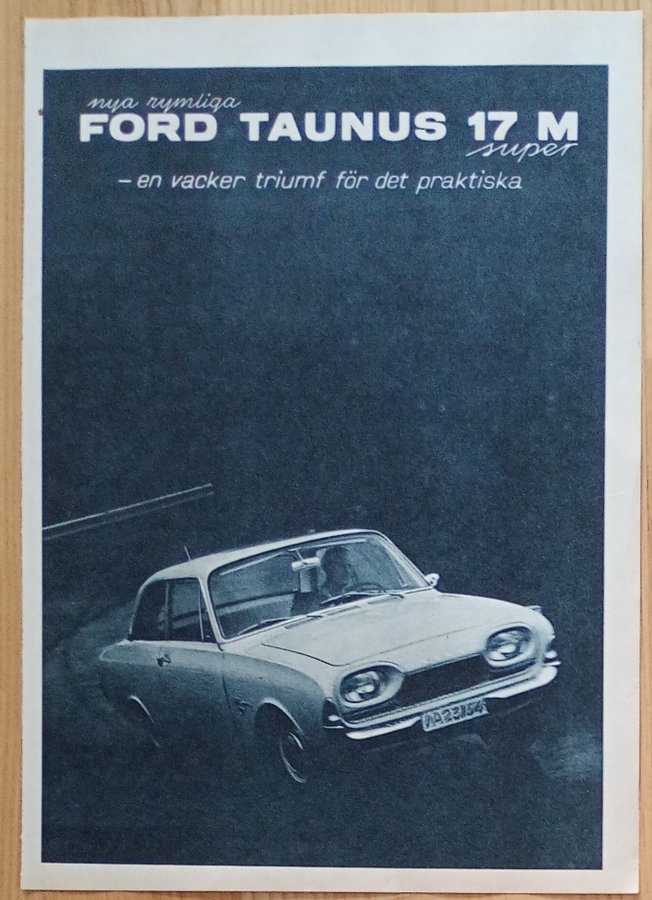 nya rymliga
FORD TAUNUS 17 M
super
– en vacker triumf för det praktiska